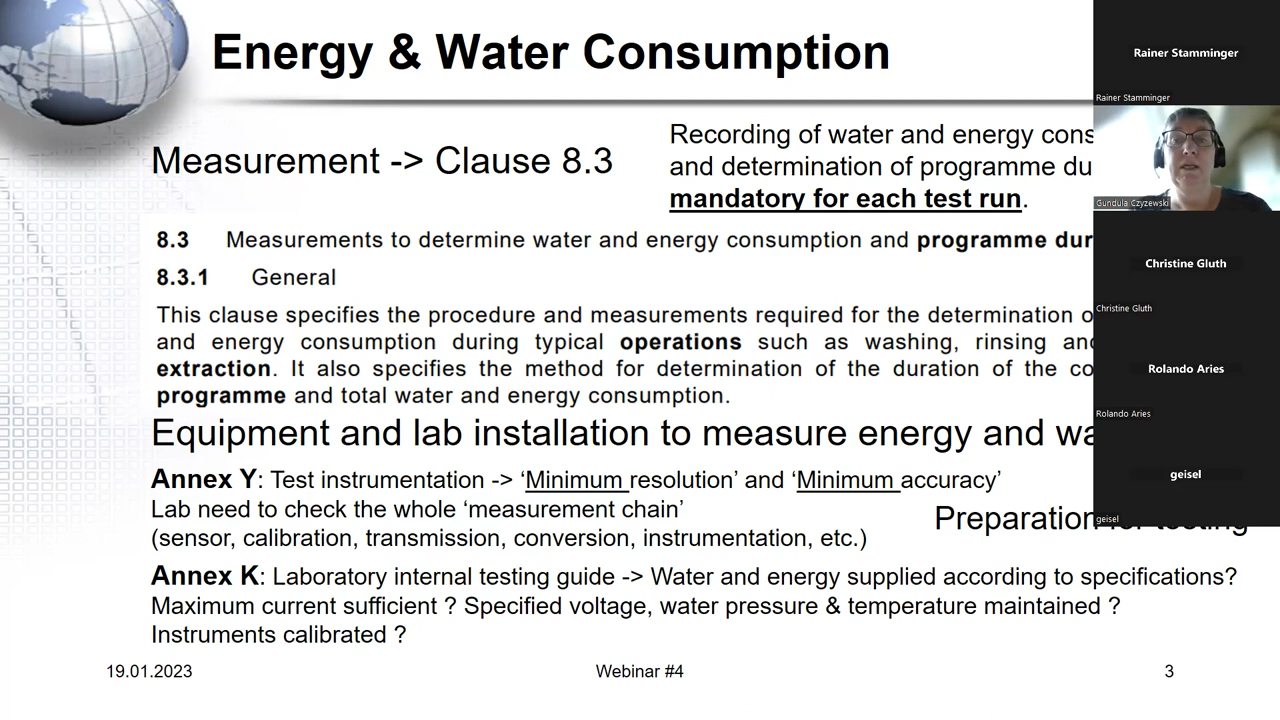 Energy & Water Consumption
Measurement -> Clause 8.3
Recording of water and energy cons
and determination of programme du
mandatory for each test run.
8.3 Measurements to determine water and energy consumption and programme dur
8.3.1 General
This clause specifies the procedure and measurements required for the determination o
and energy consumption during typical operations such as washing, rinsing and
extraction. It also specifies the method for determination of the duration of the co
programme and total water and energy consumption.
Equipment and lab installation to measure energy and wa
Annex Y: Test instrumentation -> ‘Minimum resolution’ and ‘Minimum accuracy’
Lab need to check the whole ‘measurement chain’
(sensor, calibration, transmission, conversion, instrumentation, etc.)
Preparation for testing
Annex K: Laboratory internal testing guide -> Water and energy supplied according to specifications?
Maximum current sufficient ? Specified voltage, water pressure & temperature maintained ?
Instruments calibrated ?
19.01.2023
Webinar #4
3
Rainer Stamminger
Rainer Stamminger
Gundula Czyzewski
Christine Gluth
Christine Gluth
Rolando Aries
Rolando Aries
geisel
geisel